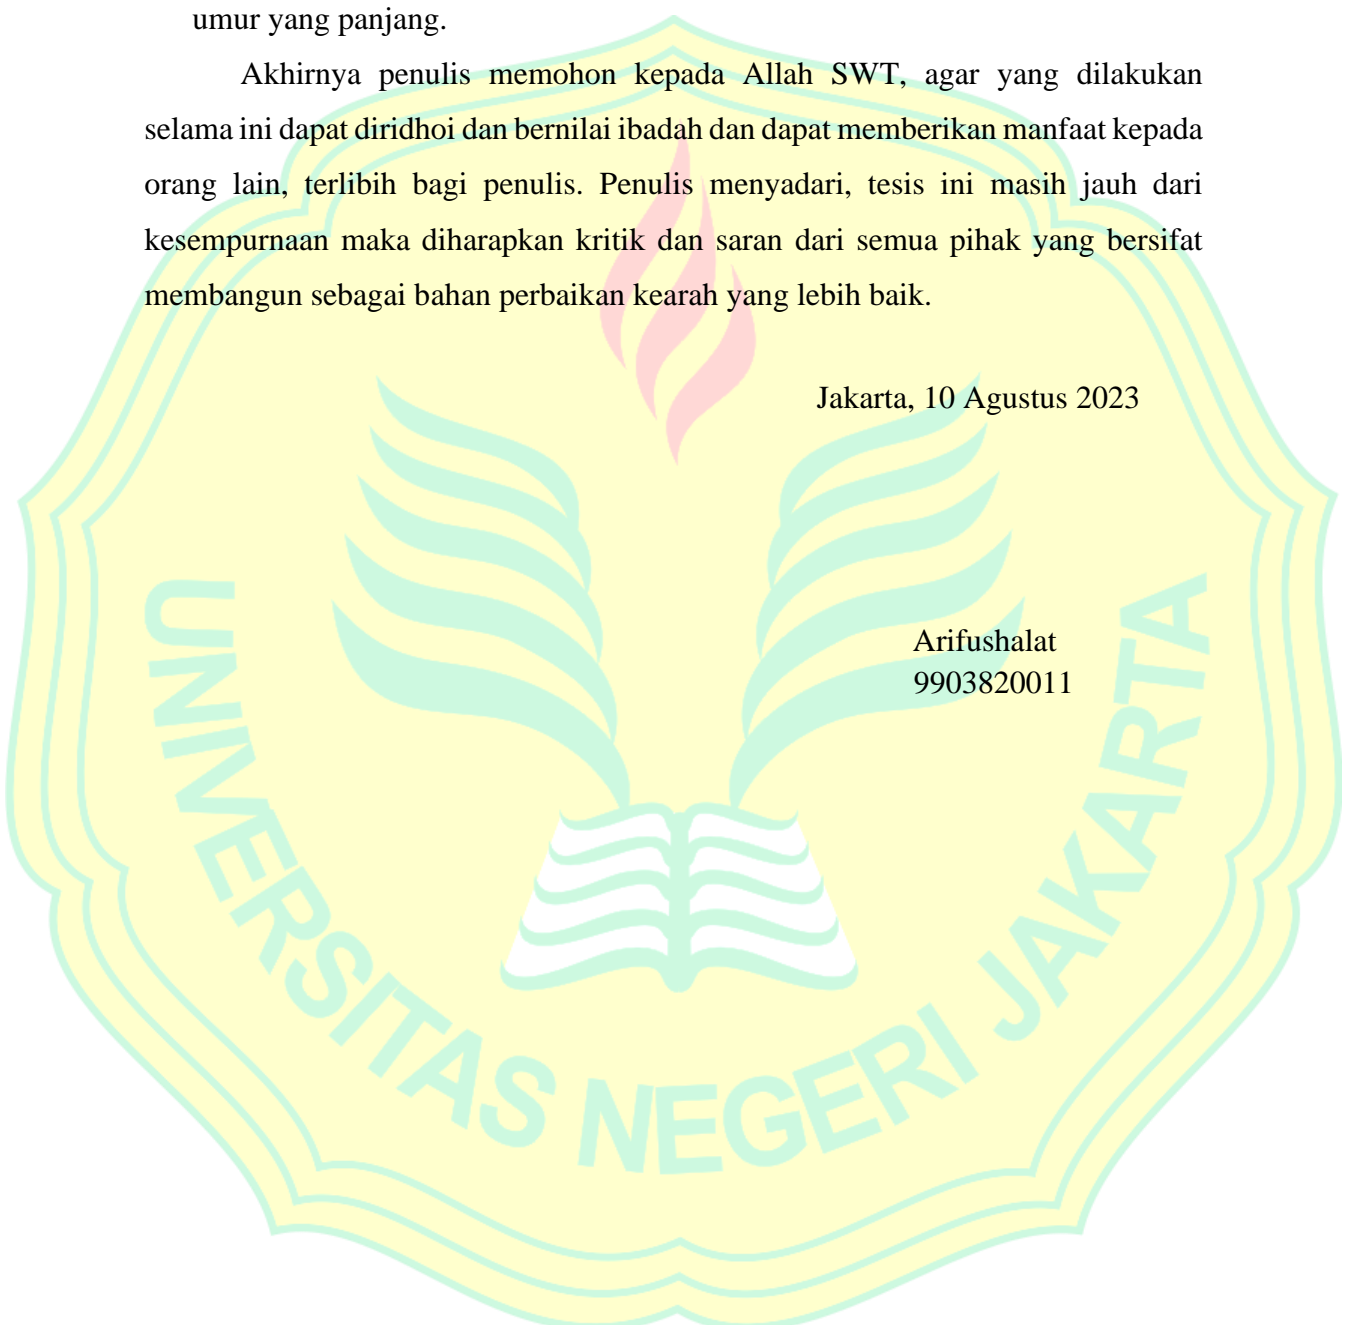 umur yang panjang.
Akhirnya penulis memohon kepada Allah SWT, agar yang dilakukan
selama ini dapat diridhoi dan bernilai ibadah dan dapat memberikan manfaat kepada
orang lain, terlibih bagi penulis. Penulis menyadari, tesis ini masih jauh dari
kesempurnaan maka diharapkan kritik dan saran dari semua pihak yang bersifat
membangun sebagai bahan perbaikan kearah yang lebih baik.
Jakarta, 10 Agustus 2023
Arifushalat
9903820011
UNIVERSITAS NEGERI JAKARTA